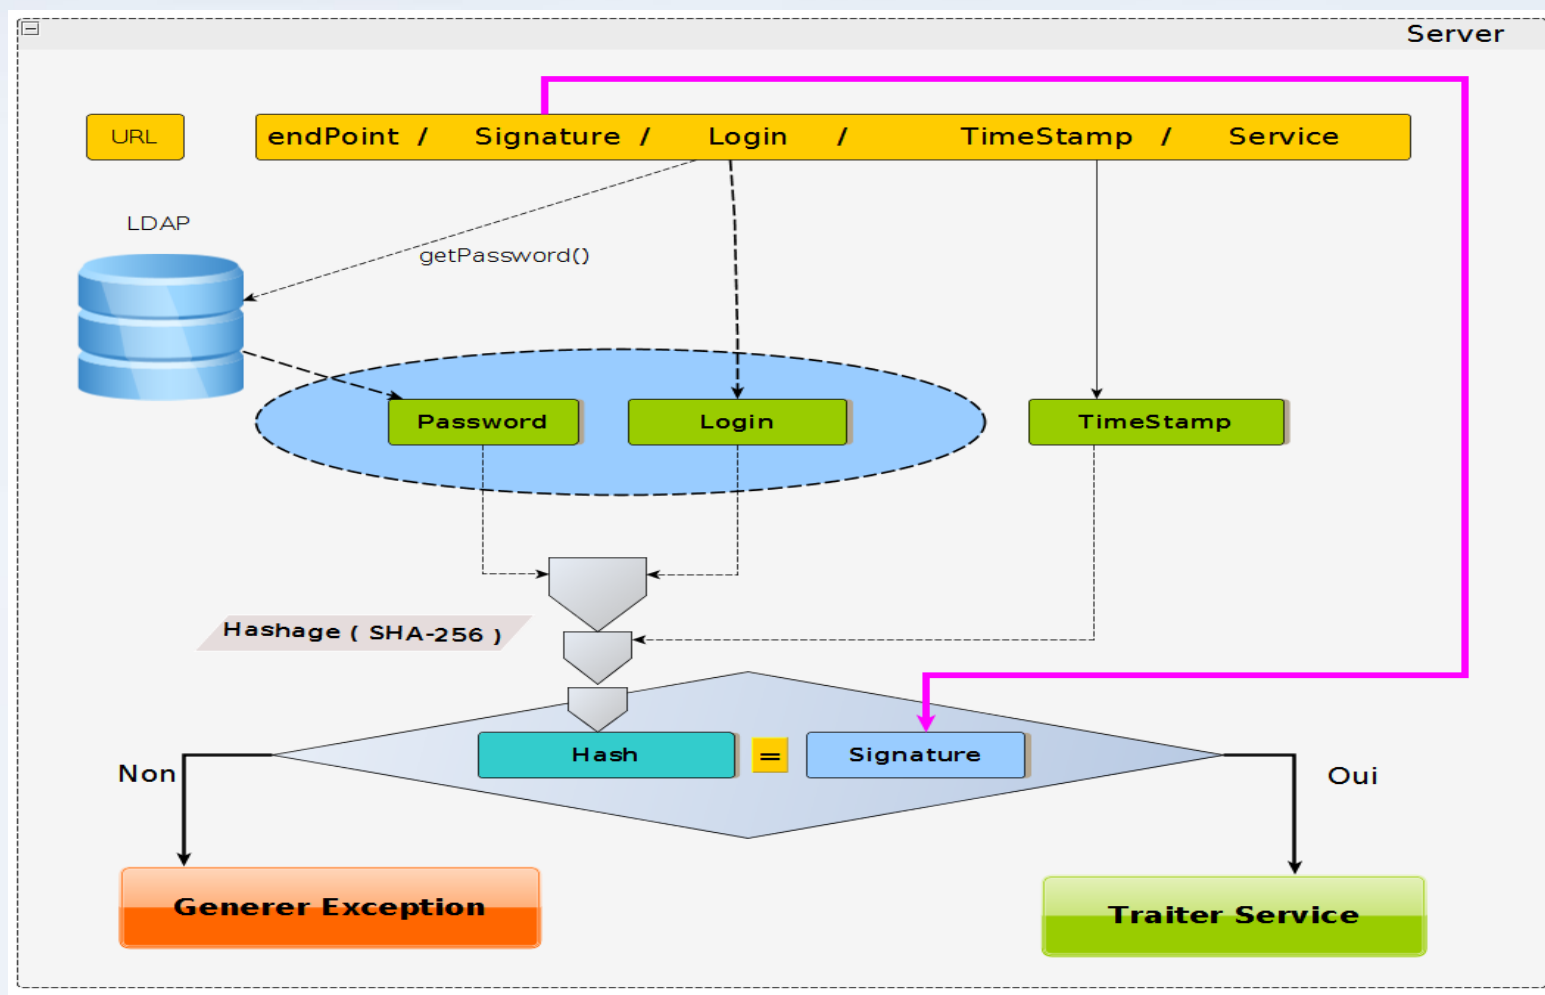 Server
URL
endPoint / Signature / Login / TimeStamp / Service
LDAP
getPassword()
Password
Login
TimeStamp
Hashage ( SHA-256 )
Hash
=
Signature
Non
Oui
Generer Exception
Traiter Service